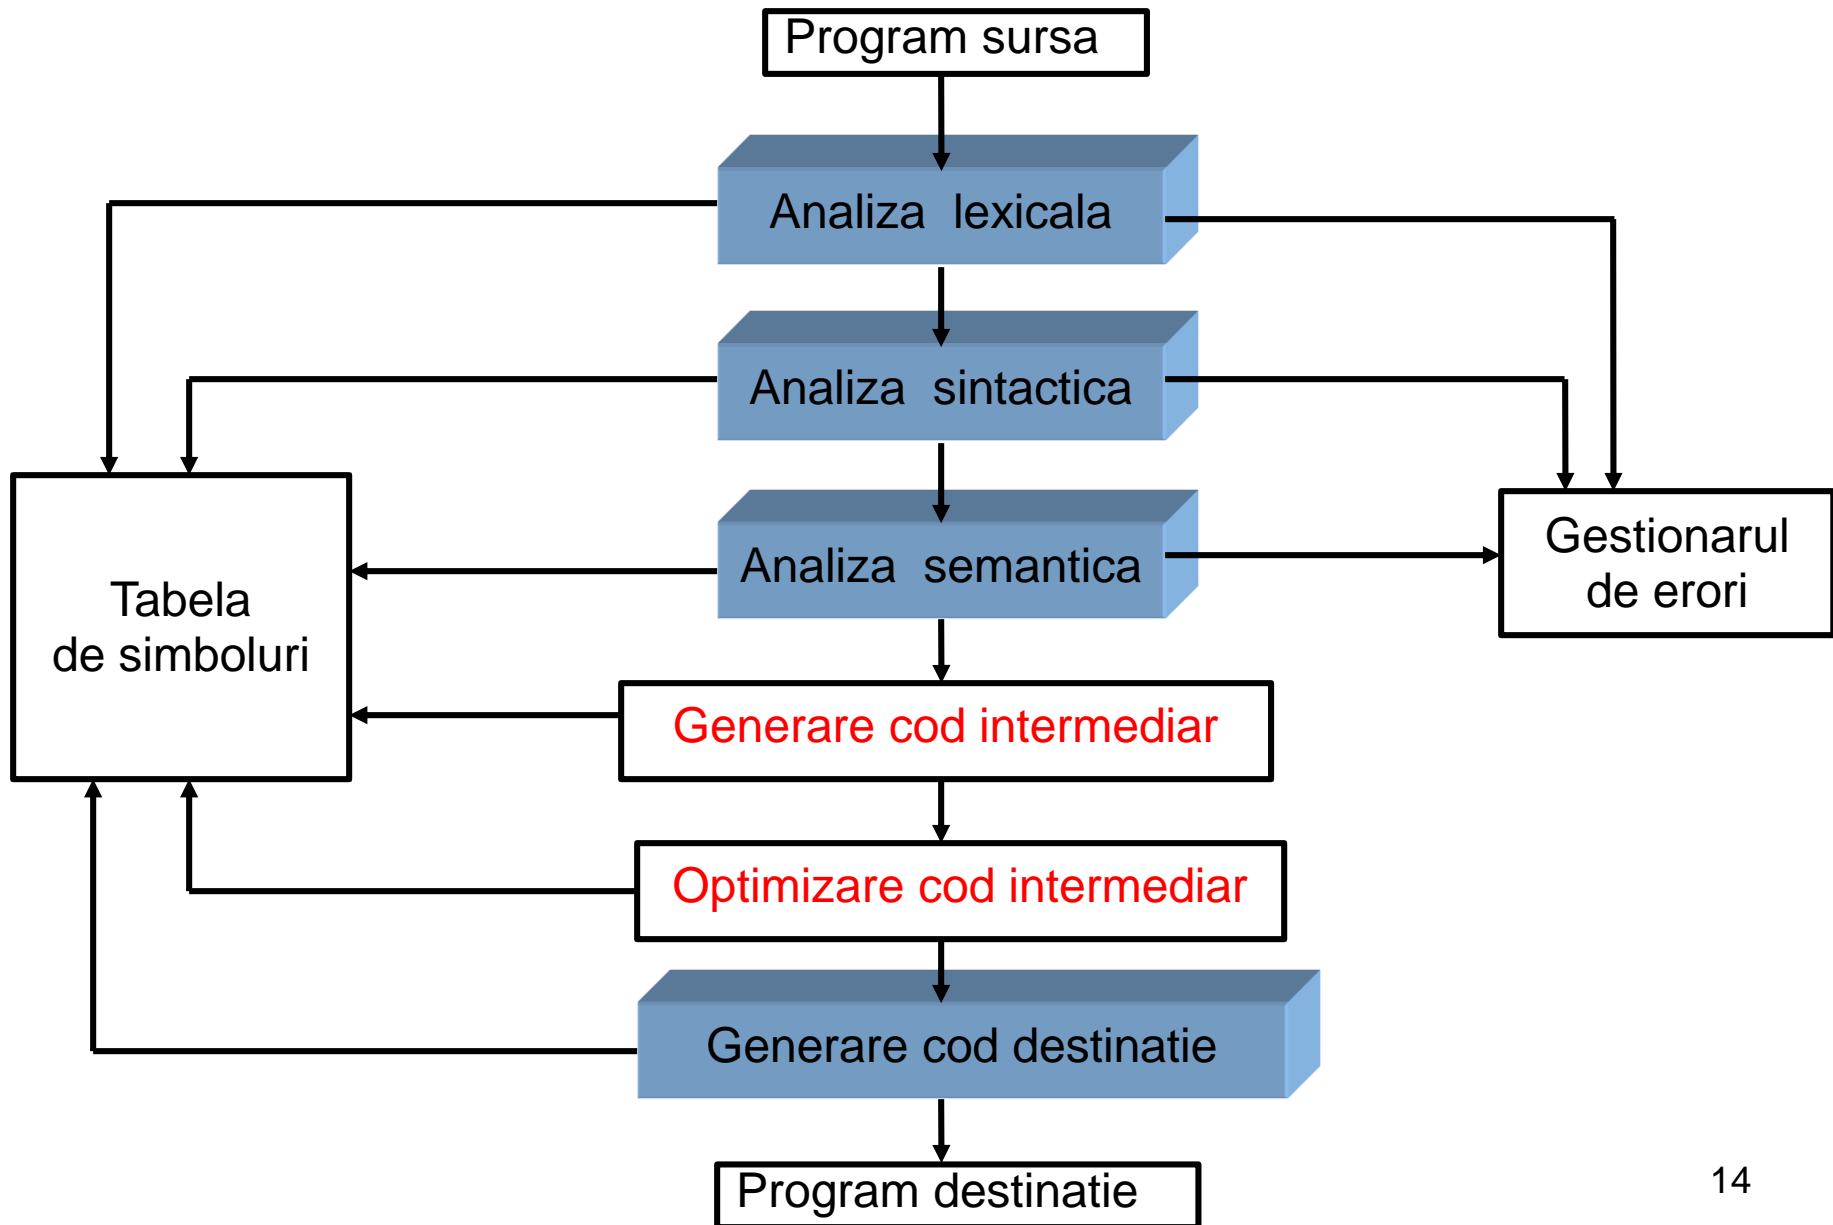 Program sursa
Analiza lexicala
Analiza sintactica
Analiza semantica
Gestionarul
de erori
Tabela
de simboluri
Generare cod intermediar
Optimizare cod intermediar
Generare cod destinatie
Program destinatie
14